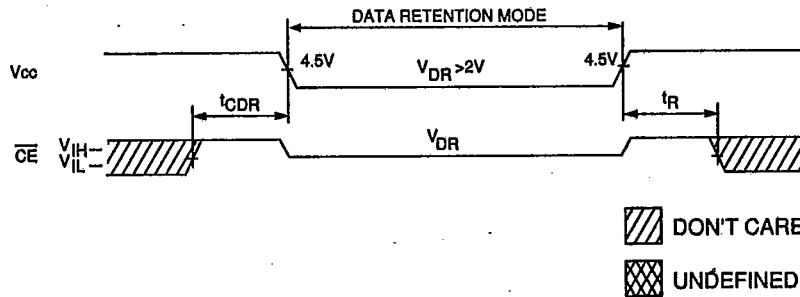 DATA RETENTION MODE
Vcc
4.5V
VDR >2V
4.5V
tCDR
tR
CE
VIH
VIL
VDR
DON'T CARE
UNDEFINED